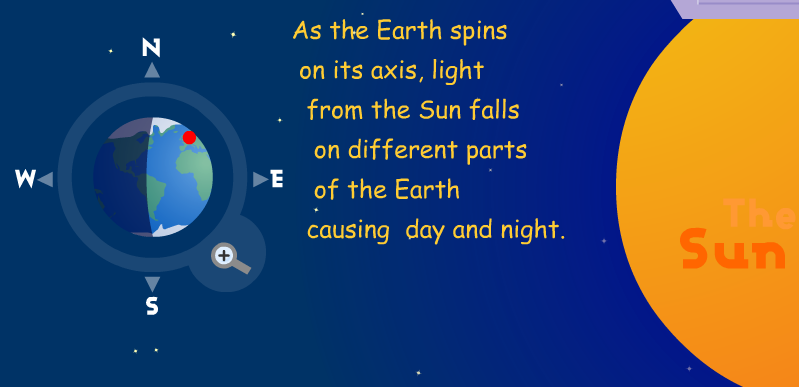 N
W
E
S
As the Earth spins
on its axis, light
from the Sun falls
on different parts
of the Earth
causing day and night.
The
Sun